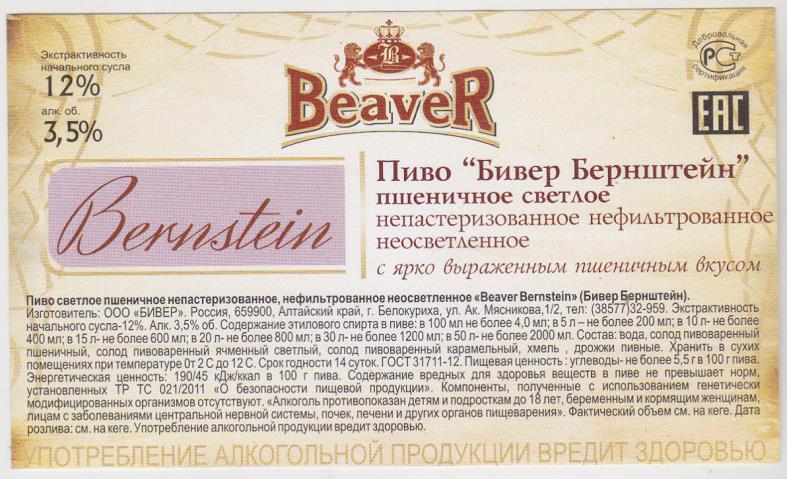 Экстрактивность
начального сусла
12%
алк. об.
3,5%
B
BeaveR
Добровольная
РСт
сертификация
ЕАС
Bernstein
Пиво “Бивер Бернштейн”
пшеничное светлое
непастеризованное нефильтрованное
неосветленное
с ярко выраженным пшеничным вкусом
Пиво светлое пшеничное непастеризованное, нефильтрованное неосветленное «Beaver Bernstein» (Бивер Бернштейн).
Изготовитель: ООО «БИВЕР». Россия, 659900, Алтайский край, г. Белокуриха, ул. Ак. Мясникова,1/2, тел: (38577)32-959. Экстрактивность
начального сусла-12%. Алк. 3,5% об. Содержание этилового спирта в пиве: в 100 мл не более 4,0 мл; в 5 л – не более 200 мл; в 10 л- не более
400 мл; в 15 л- не более 600 мл; в 20 л- не более 800 мл; в 30 л- не более 1200 мл; в 50 л- не более 2000 мл. Состав: вода, солод пивоваренный
пшеничный, солод пивоваренный ячменный светлый, солод пивоваренный карамельный, хмель , дрожжи пивные. Хранить в сухих
помещениях при температуре 0т 2 С до 12 С. Срок годности 14 суток. ГОСТ 31711-12. Пищевая ценность : углеводы- не более 5,5 г в 100 г пива.
Энергетическая ценность: 190/45 кДж/ккал в 100 г пива. Содержание вредных для здоровья веществ в пиве не превышает норм,
установленных ТР ТС 021/2011 «О безопасности пищевой продукции». Компоненты, полученные с использованием генетически
модифицированных организмов отсутствуют. «Алкоголь противопоказан детям и подросткам до 18 лет, беременным и кормящим женщинам,
лицам с заболеваниями центральной нервной системы, почек, печени и других органов пищеварения». Фактический объем см. на кеге. Дата
розлива: см. на кеге. Употребление алкогольной продукции вредит здоровью.
УПОТРЕБЛЕНИЕ АЛКОГОЛЬНОЙ ПРОДУКЦИИ ВРЕДИТ ЗДОРОВЬЮ